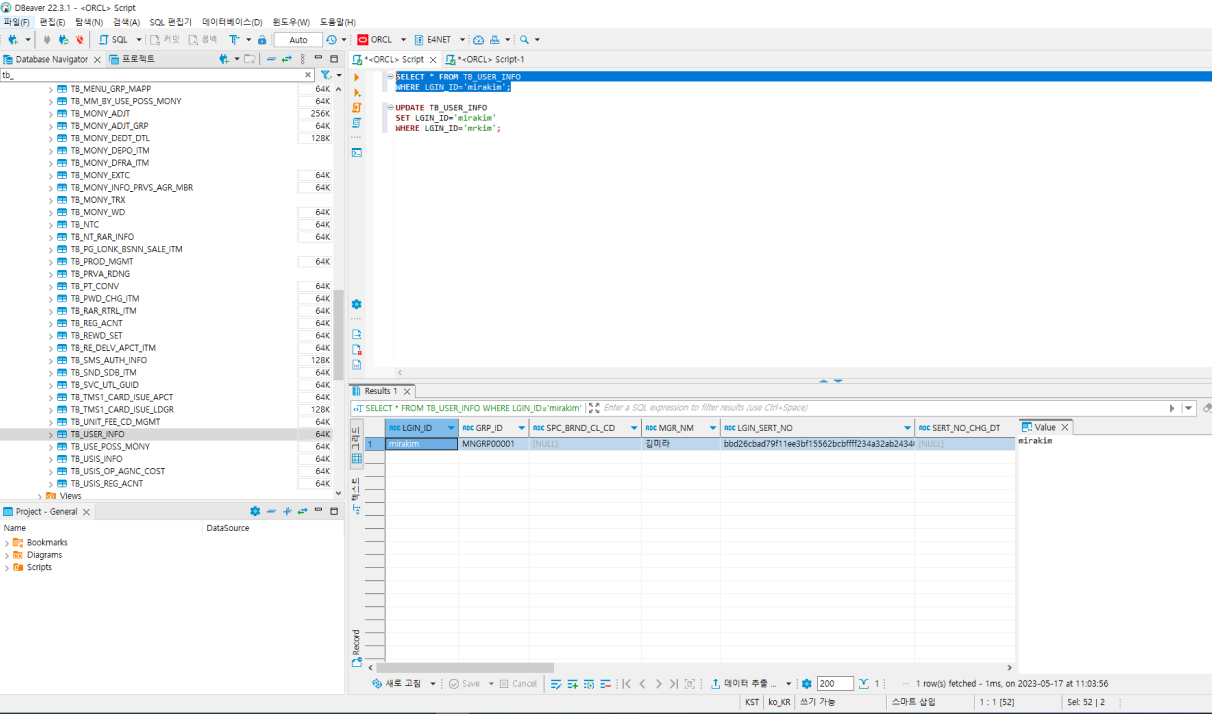 DBeaver 22.3.1 - <ORCL> Script
파일(F) 편집(E) 탐색(N) 검색(A) SQL 편집기 데이터베이스(D) 윈도우(W) 도움말(H)
SQL 커밋 롤백 Auto ORCL E4NET
Database Navigator 프로젝트
*<ORCL> Script *<ORCL> Script-1
tb_
TB_MENU_GRP_MAPP 64K
TB_MM_BY_USE_POSS_MONY 64K
TB_MONY_ADJT 256K
TB_MONY_ADJT_GRP 64K
TB_MONY_DEDT_DTL 128K
TB_MONY_DEPO_ITM
TB_MONY_DFRA_ITM
TB_MONY_EXTC 64K
TB_MONY_INFO_PRVS_AGR_MBR 64K
TB_MONY_TRX
TB_MONY_WD 64K
TB_NTC 64K
TB_NT_RAR_INFO 64K
TB_PG_LONK_BSNN_SALE_ITM
TB_PROD_MGMT 64K
TB_PRVA_RDNG
TB_PT_CONV 64K
TB_PWD_CHG_ITM 64K
TB_RAR_RTRL_ITM 64K
TB_REG_ACNT 64K
TB_REWD_SET 64K
TB_RE_DELV_APCT_ITM 64K
TB_SMS_AUTH_INFO 128K
TB_SND_SDB_ITM 64K
TB_SVC_UTL_GUID 64K
TB_TMS1_CARD_ISUE_APCT 64K
TB_TMS1_CARD_ISUE_LDGR 128K
TB_UNIT_FEE_CD_MGMT 64K
TB_USER_INFO 64K
TB_USE_POSS_MONY 64K
TB_USIS_INFO 64K
TB_USIS_OP_AGNC_COST 64K
TB_USIS_REG_ACNT 64K
Views
SELECT * FROM TB_USER_INFO
WHERE LGIN_ID='mirakim';
UPDATE TB_USER_INFO
SET LGIN_ID='mirakim'
WHERE LGIN_ID='mrkim';
Project - General
Name DataSource
Bookmarks
Diagrams
Scripts
Results 1
SELECT * FROM TB_USER_INFO WHERE LGIN_ID='mirakim' Enter a SQL expression to filter results (use Ctrl+Space)
그리드
텍스트
Record
ABC LGIN_ID ABC GRP_ID ABC SPC_BRND_CL_CD ABC MGR_NM ABC LGIN_SERT_NO ABC SERT_NO_CHG_DT
1 mirakim MNGRP00001 [NULL] 김미라 bbd26cbad79f11ee3bf15562bcbffff234a32ab2434 [NULL]
Value
mirakim
새로 고침 Save Cancel 데이터 추출 ... 200 1 1 row(s) fetched - 1ms, on 2023-05-17 at 11:03:56
KST ko_KR 쓰기 가능 스마트 삽입 1 : 1 [52] Sel: 52 | 2